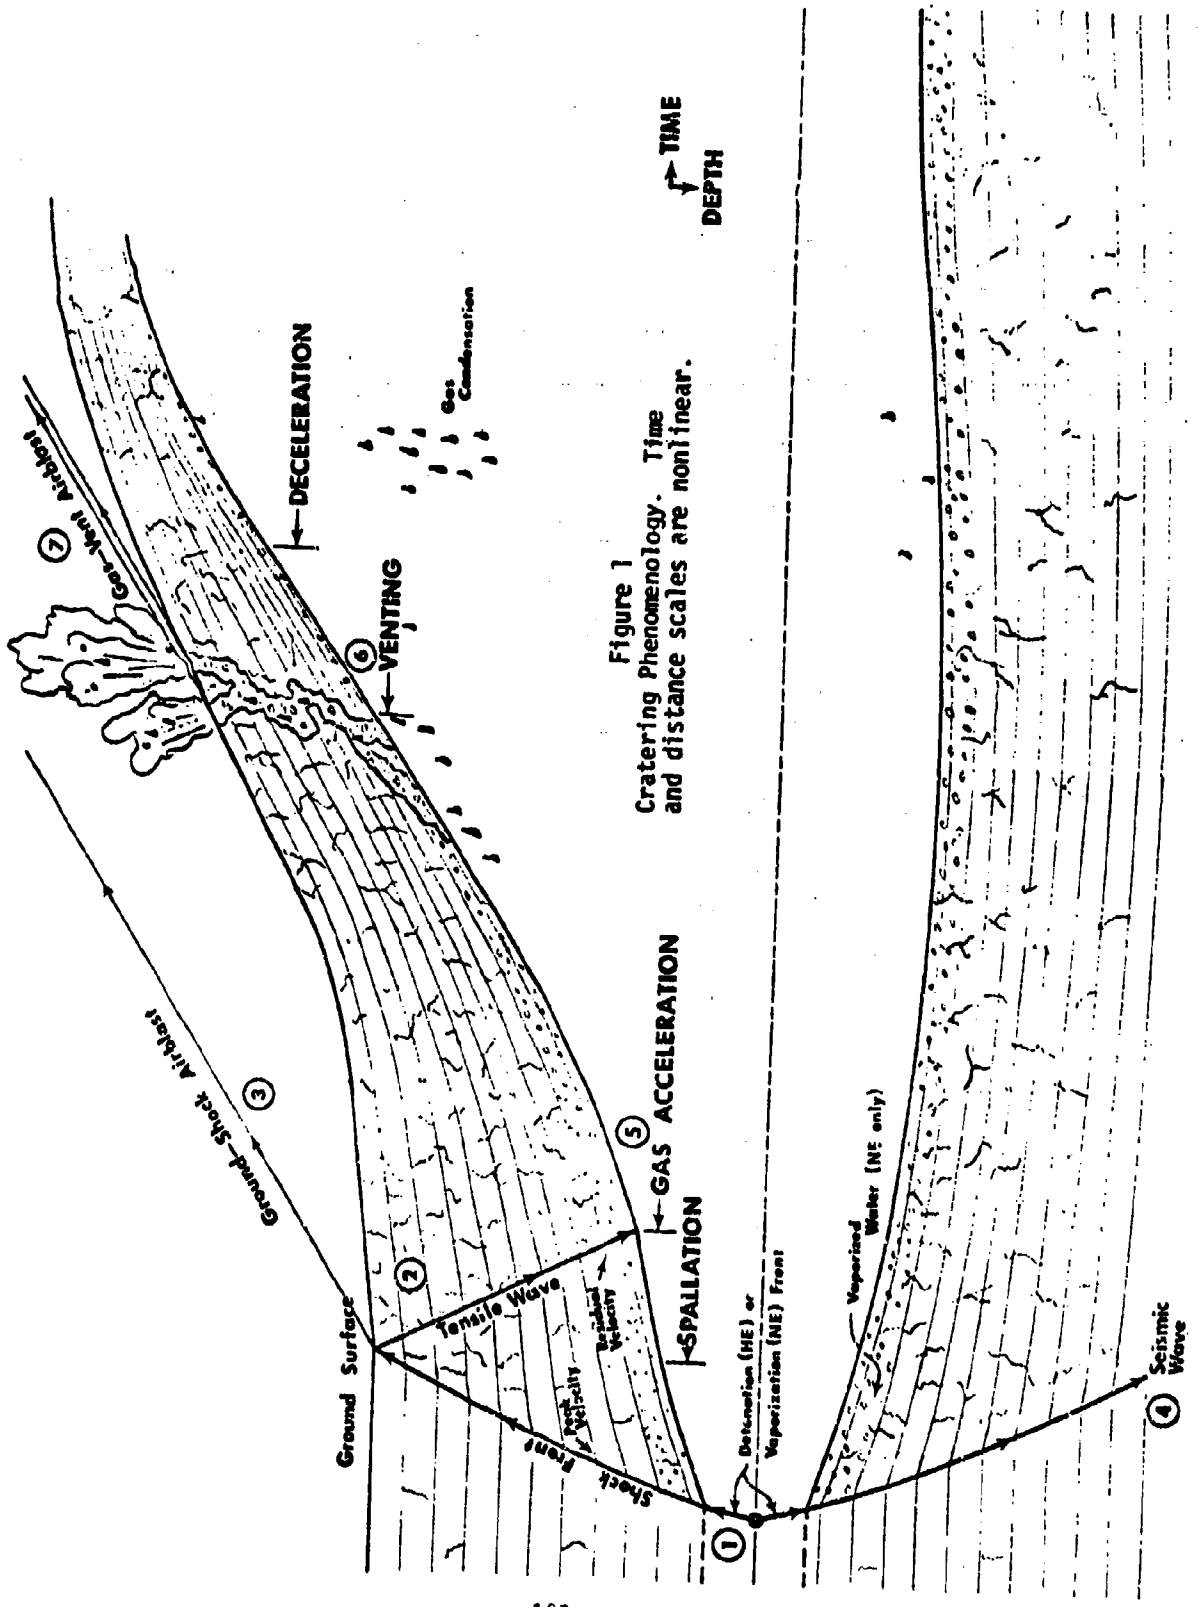 Ground-Shock Airblast
3
Gas-Vent Airblast
7
Ground Surface
2
Tensile Wave
Shock Front
Peak
Velocity
Residual
Velocity
SPALLATION
GAS ACCELERATION
5
VENTING
6
DECELERATION
Gas
Condensation
TIME
DEPTH
1
Detonation (HE) or
Vaporization (NE) Front
Vaporized
Water (NE only)
Seismic
Wave
4
Figure 1
Cratering Phenomenology. Time
and distance scales are nonlinear.